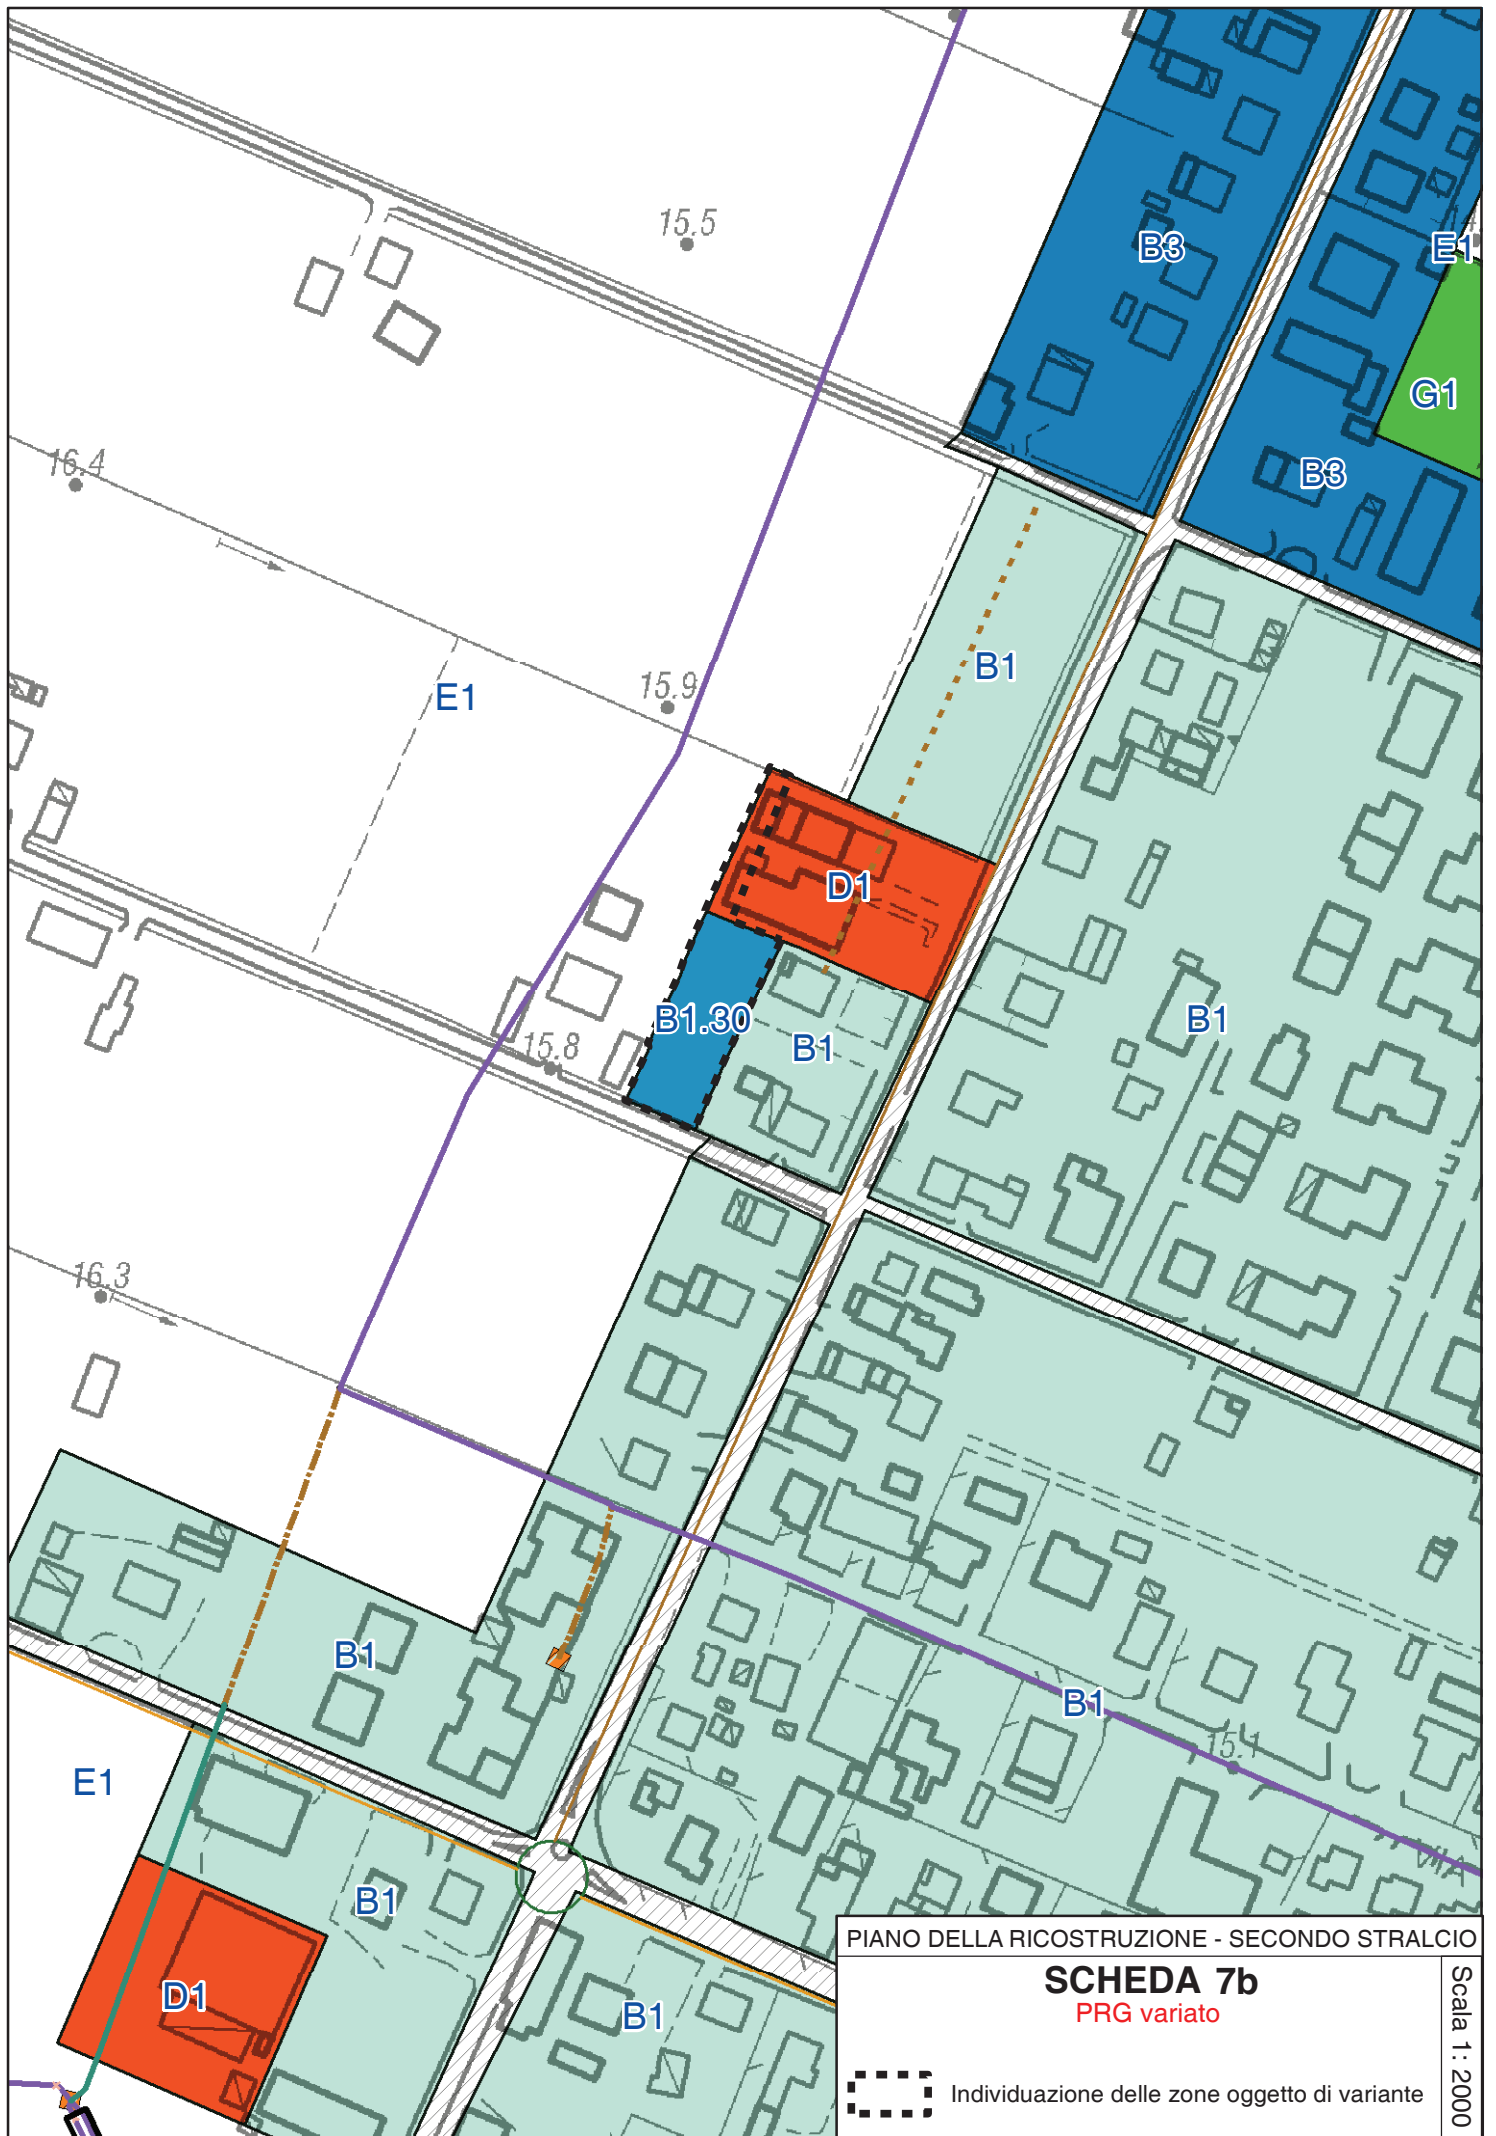 15.5
B3
E1
G1
16.4
B3
B1
15.9
E1
D1
B1.30
B1
B1
15.8
16.3
B1
B1
15.1
E1
VIA
B1
D1
B1
PIANO DELLA RICOSTRUZIONE - SECONDO STRALCIO
SCHEDA 7b
PRG variato
Scala 1: 2000
Individuazione delle zone oggetto di variante